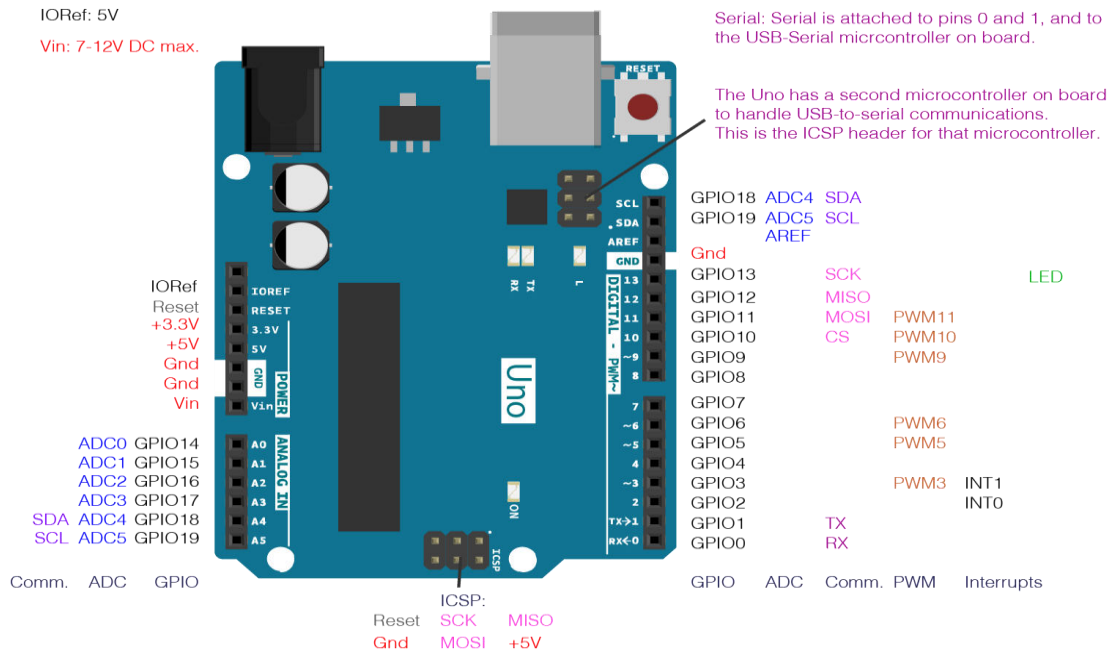 IORef: 5V
Vin: 7-12V DC max.
Serial: Serial is attached to pins 0 and 1, and to
the USB-Serial micrcontroller on board.
The Uno has a second microcontroller on board
to handle USB-to-serial communications.
This is the ICSP header for that microcontroller.
RESET
SCL
SDA
AREF
GND
13
12
11
10
~9
8
7
~6
~5
4
~3
2
TX→1
RX←0
DIGITAL - PWM~
RX
TX
L
Uno
ON
ICSP
IOREF
RESET
3.3V
5V
GND
Vin
POWER
A0
A1
A2
A3
A4
A5
ANALOG IN
IORef
Reset
+3.3V
+5V
Gnd
Gnd
Vin
ADC0 GPIO14
ADC1 GPIO15
ADC2 GPIO16
ADC3 GPIO17
SDA ADC4 GPIO18
SCL ADC5 GPIO19
Comm. ADC GPIO
GPIO18 ADC4 SDA
GPIO19 ADC5 SCL
AREF
Gnd
GPIO13 SCK LED
GPIO12 MISO
GPIO11 MOSI PWM11
GPIO10 CS PWM10
GPIO9 PWM9
GPIO8
GPIO7
GPIO6 PWM6
GPIO5 PWM5
GPIO4
GPIO3 PWM3 INT1
GPIO2 INT0
GPIO1 TX
GPIO0 RX
GPIO ADC Comm. PWM Interrupts
ICSP:
Reset SCK MISO
Gnd MOSI +5V